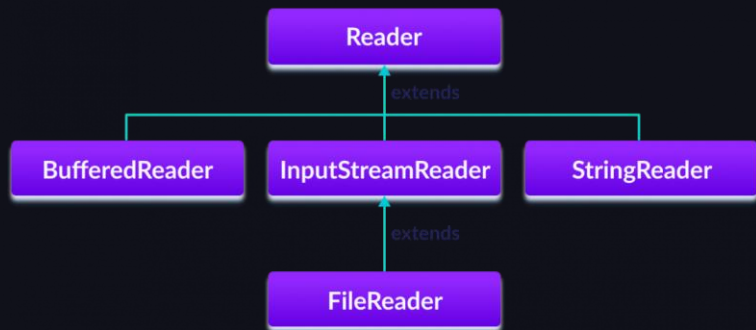 Reader
extends
BufferedReader
InputStreamReader
StringReader
extends
FileReader